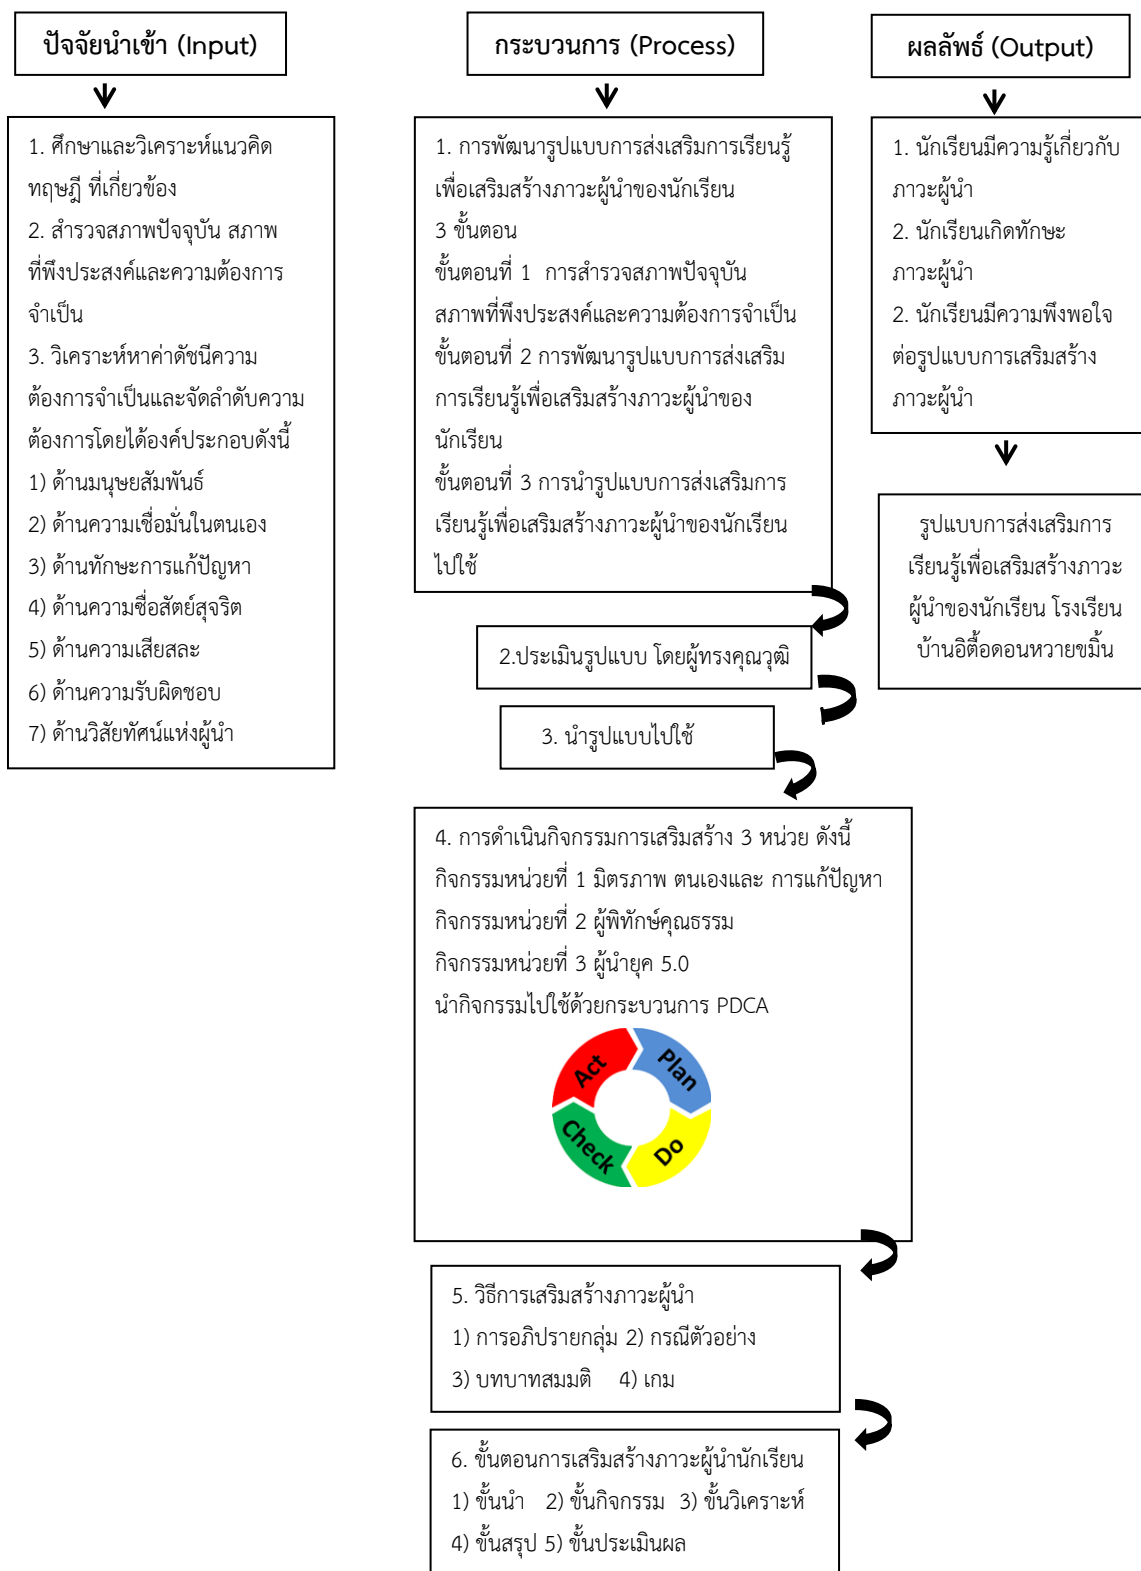 ปัจจัยนำเข้า (Input)
1. ศึกษาและวิเคราะห์แนวคิด
ทฤษฎี ที่เกี่ยวข้อง
2. สำรวจสภาพปัจจุบัน สภาพ
ที่พึงประสงค์และความต้องการ
จำเป็น
3. วิเคราะห์หาค่าดัชนีความ
ต้องการจำเป็นและจัดลำดับความ
ต้องการโดยได้องค์ประกอบดังนี้
1) ด้านมนุษยสัมพันธ์
2) ด้านความเชื่อมั่นในตนเอง
3) ด้านทักษะการแก้ปัญหา
4) ด้านความซื่อสัตย์สุจริต
5) ด้านความเสียสละ
6) ด้านความรับผิดชอบ
7) ด้านวิสัยทัศน์แห่งผู้นำ
กระบวนการ (Process)
1. การพัฒนารูปแบบการส่งเสริมการเรียนรู้
เพื่อเสริมสร้างภาวะผู้นำของนักเรียน
3 ขั้นตอน
ขั้นตอนที่ 1 การสำรวจสภาพปัจจุบัน
สภาพที่พึงประสงค์และความต้องการจำเป็น
ขั้นตอนที่ 2 การพัฒนารูปแบบการส่งเสริม
การเรียนรู้เพื่อเสริมสร้างภาวะผู้นำของ
นักเรียน
ขั้นตอนที่ 3 การนำรูปแบบการส่งเสริมการ
เรียนรู้เพื่อเสริมสร้างภาวะผู้นำของนักเรียน
ไปใช้
2.ประเมินรูปแบบ โดยผู้ทรงคุณวุฒิ
3. นำรูปแบบไปใช้
4. การดำเนินกิจกรรมการเสริมสร้าง 3 หน่วย ดังนี้
กิจกรรมหน่วยที่ 1 มิตรภาพ ตนเองและ การแก้ปัญหา
กิจกรรมหน่วยที่ 2 ผู้พิทักษ์คุณธรรม
กิจกรรมหน่วยที่ 3 ผู้นำยุค 5.0
นำกิจกรรมไปใช้ด้วยกระบวนการ PDCA
Act
Plan
Check
Do
5. วิธีการเสริมสร้างภาวะผู้นำ
1) การอภิปรายกลุ่ม 2) กรณีตัวอย่าง
3) บทบาทสมมติ 4) เกม
6. ขั้นตอนการเสริมสร้างภาวะผู้นำนักเรียน
1) ขั้นนำ 2) ขั้นกิจกรรม 3) ขั้นวิเคราะห์
4) ขั้นสรุป 5) ขั้นประเมินผล
ผลลัพธ์ (Output)
1. นักเรียนมีความรู้เกี่ยวกับ
ภาวะผู้นำ
2. นักเรียนเกิดทักษะ
ภาวะผู้นำ
2. นักเรียนมีความพึงพอใจ
ต่อรูปแบบการเสริมสร้าง
ภาวะผู้นำ
รูปแบบการส่งเสริมการ
เรียนรู้เพื่อเสริมสร้างภาวะ
ผู้นำของนักเรียน โรงเรียน
บ้านอิตื้อดอนหวายขมิ้น